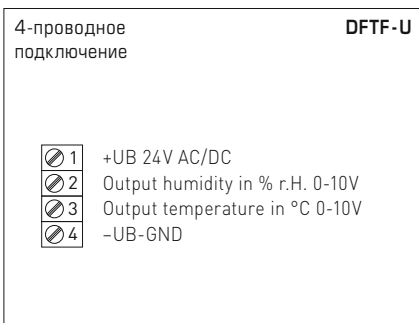 4-проводное DFTF-U
подключение
1 +UB 24V AC/DC
2 Output humidity in % r.H. 0-10V
3 Output temperature in °C 0-10V
4 –UB-GND